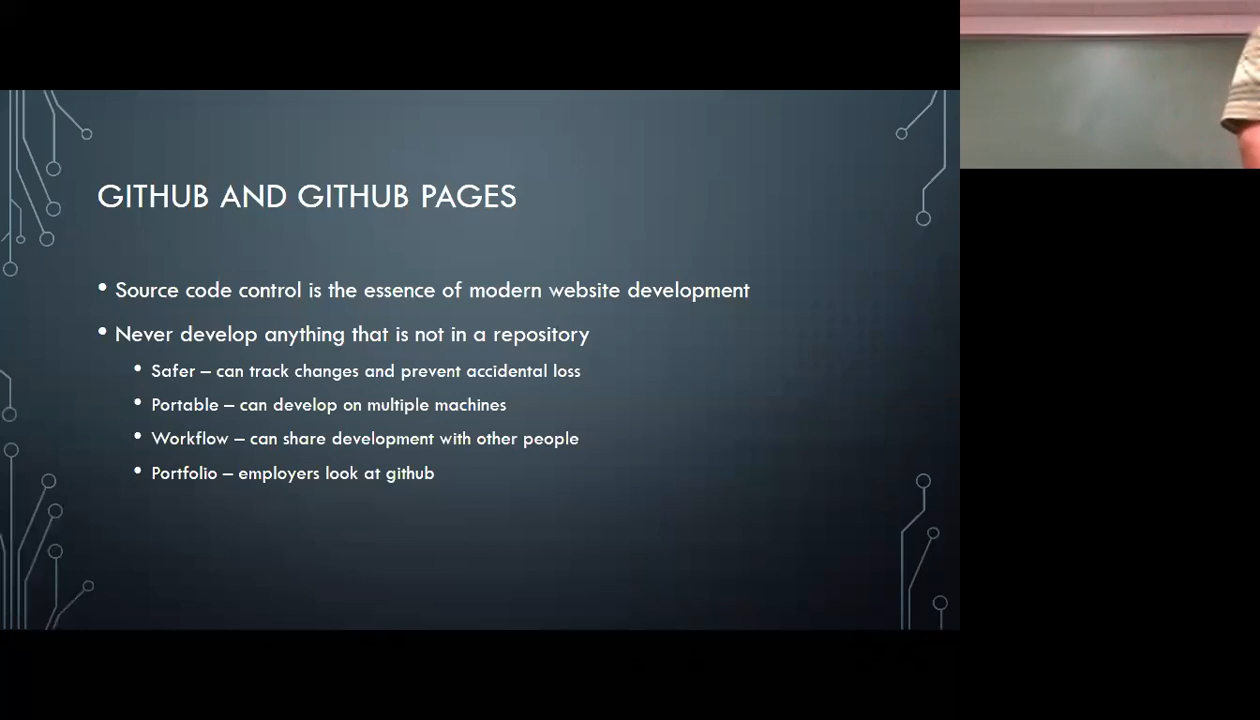 GITHUB AND GITHUB PAGES
• Source code control is the essence of modern website development
• Never develop anything that is not in a repository
• Safer – can track changes and prevent accidental loss
• Portable – can develop on multiple machines
• Workflow – can share development with other people
• Portfolio – employers look at github